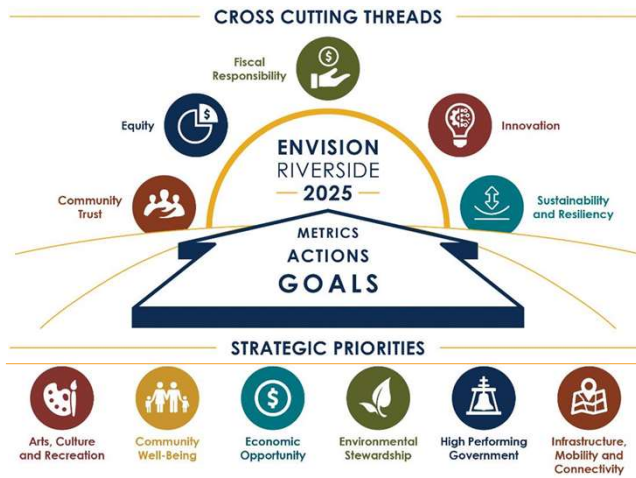 CROSS CUTTING THREADS
Fiscal
Responsibility
$
Equity
$
Innovation
ENVISION
RIVERSIDE
2025
Community
Trust
Sustainability
and Resiliency
METRICS
ACTIONS
GOALS
STRATEGIC PRIORITIES
$
Arts, Culture
and Recreation
Community
Well-Being
Economic
Opportunity
Environmental
Stewardship
High Performing
Government
Infrastructure,
Mobility and
Connectivity